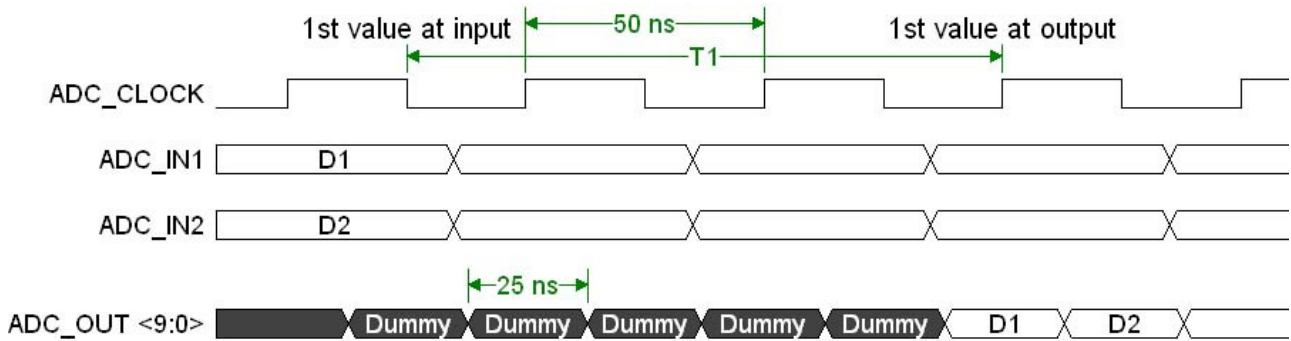 1st value at input 50 ns 1st value at output
T1
ADC_CLOCK
ADC_IN1 D1
ADC_IN2 D2
25 ns
ADC_OUT <9:0> Dummy Dummy Dummy Dummy Dummy D1 D2